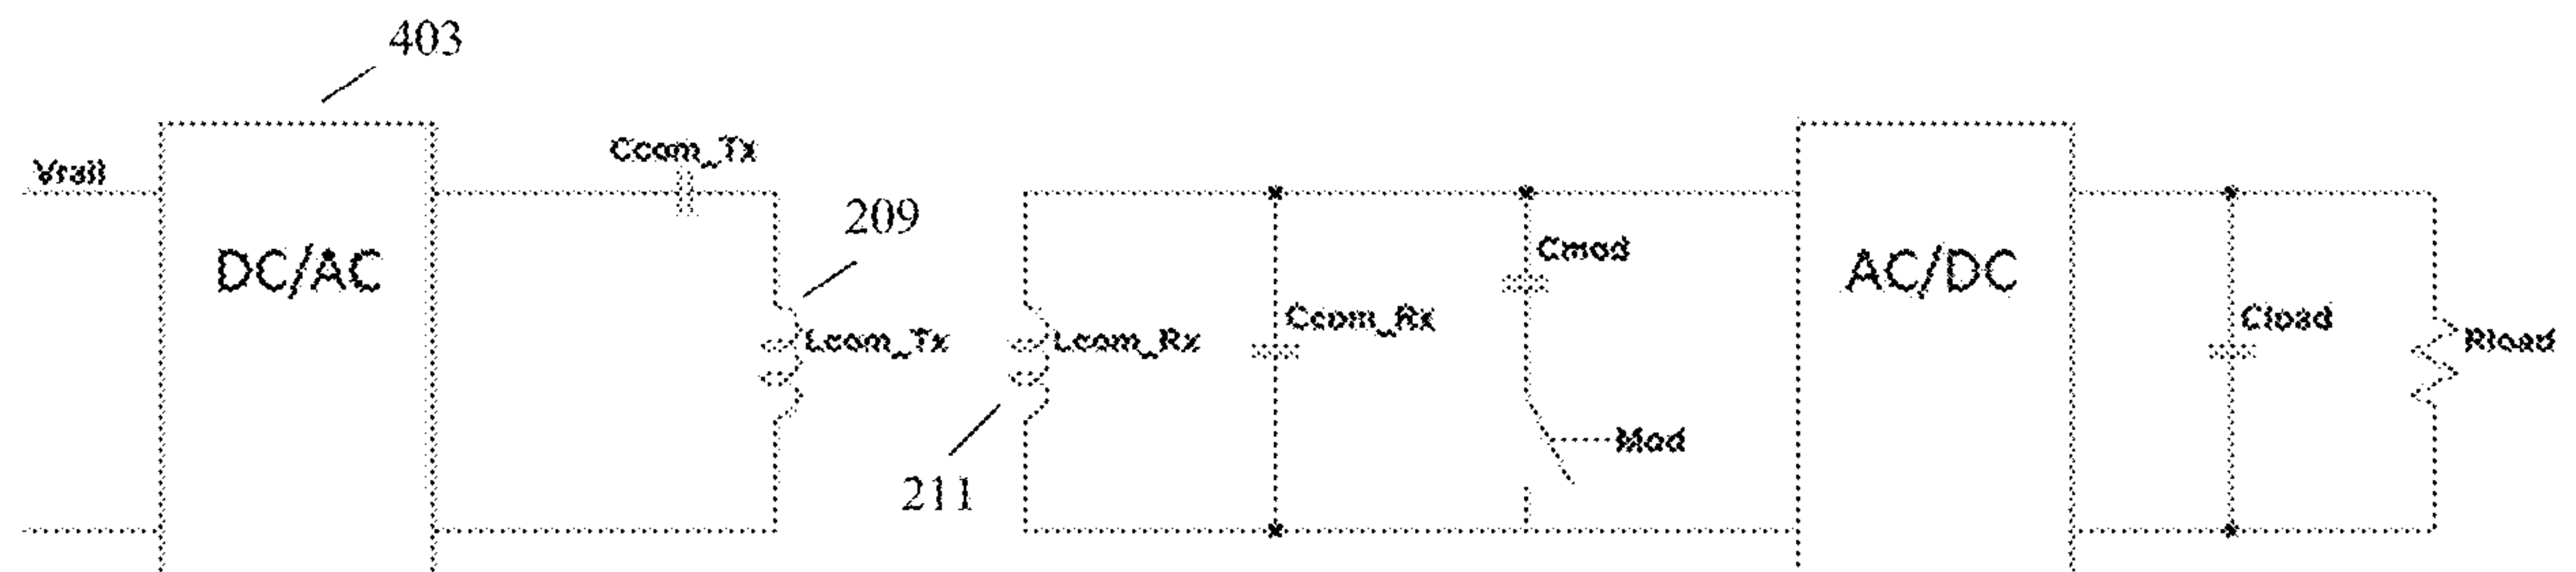 403
Vrail
Ccom_Tx
209
DC/AC
Cmod
AC/DC
Ccom_Rx
Cload
Lcom_Tx
Lcom_Rx
Rload
Mod
211